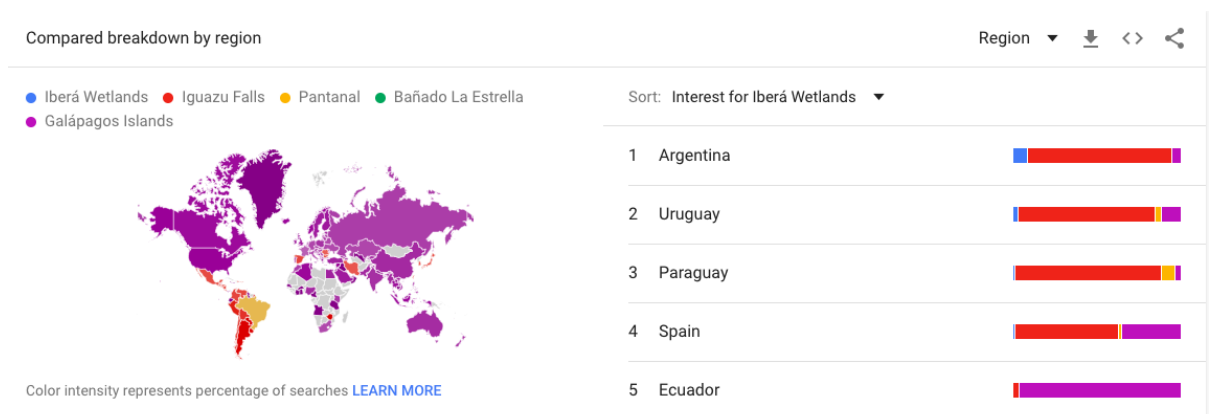 Compared breakdown by region
Region
Iberá Wetlands Iguazu Falls Pantanal Bañado La Estrella
Galápagos Islands
Sort: Interest for Iberá Wetlands
1 Argentina
2 Uruguay
3 Paraguay
4 Spain
5 Ecuador
Color intensity represents percentage of searches LEARN MORE